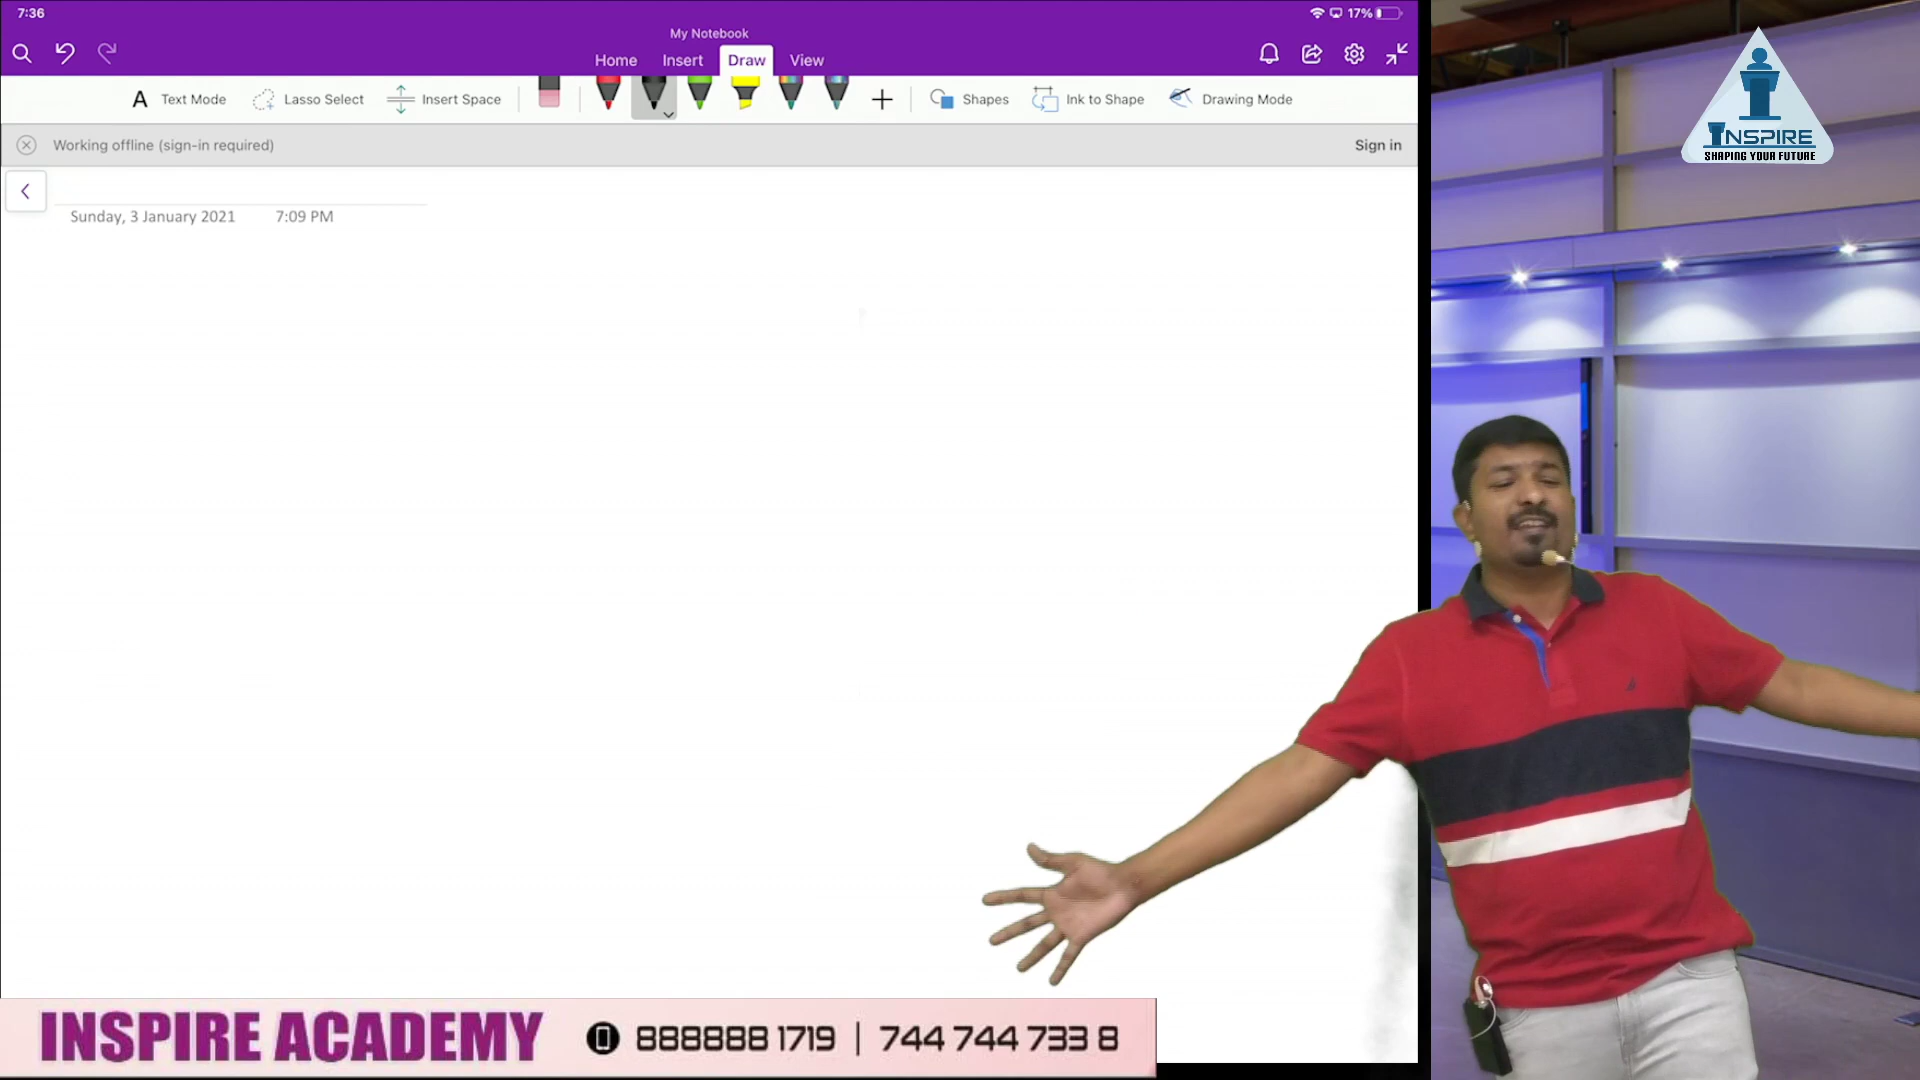 7:36
17%
My Notebook
Home Insert Draw View
A Text Mode Lasso Select Insert Space Shapes Ink to Shape Drawing Mode
Working offline (sign-in required) Sign in
Sunday, 3 January 2021 7:09 PM
INSPIRE
SHAPING YOUR FUTURE
INSPIRE ACADEMY 888888 1719 | 744 744 733 8